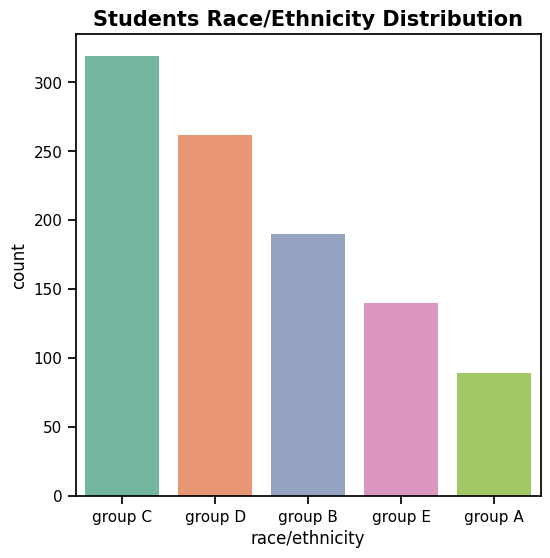 Students Race/Ethnicity Distribution
count
300
250
200
150
100
50
0
group C group D group B group E group A
race/ethnicity